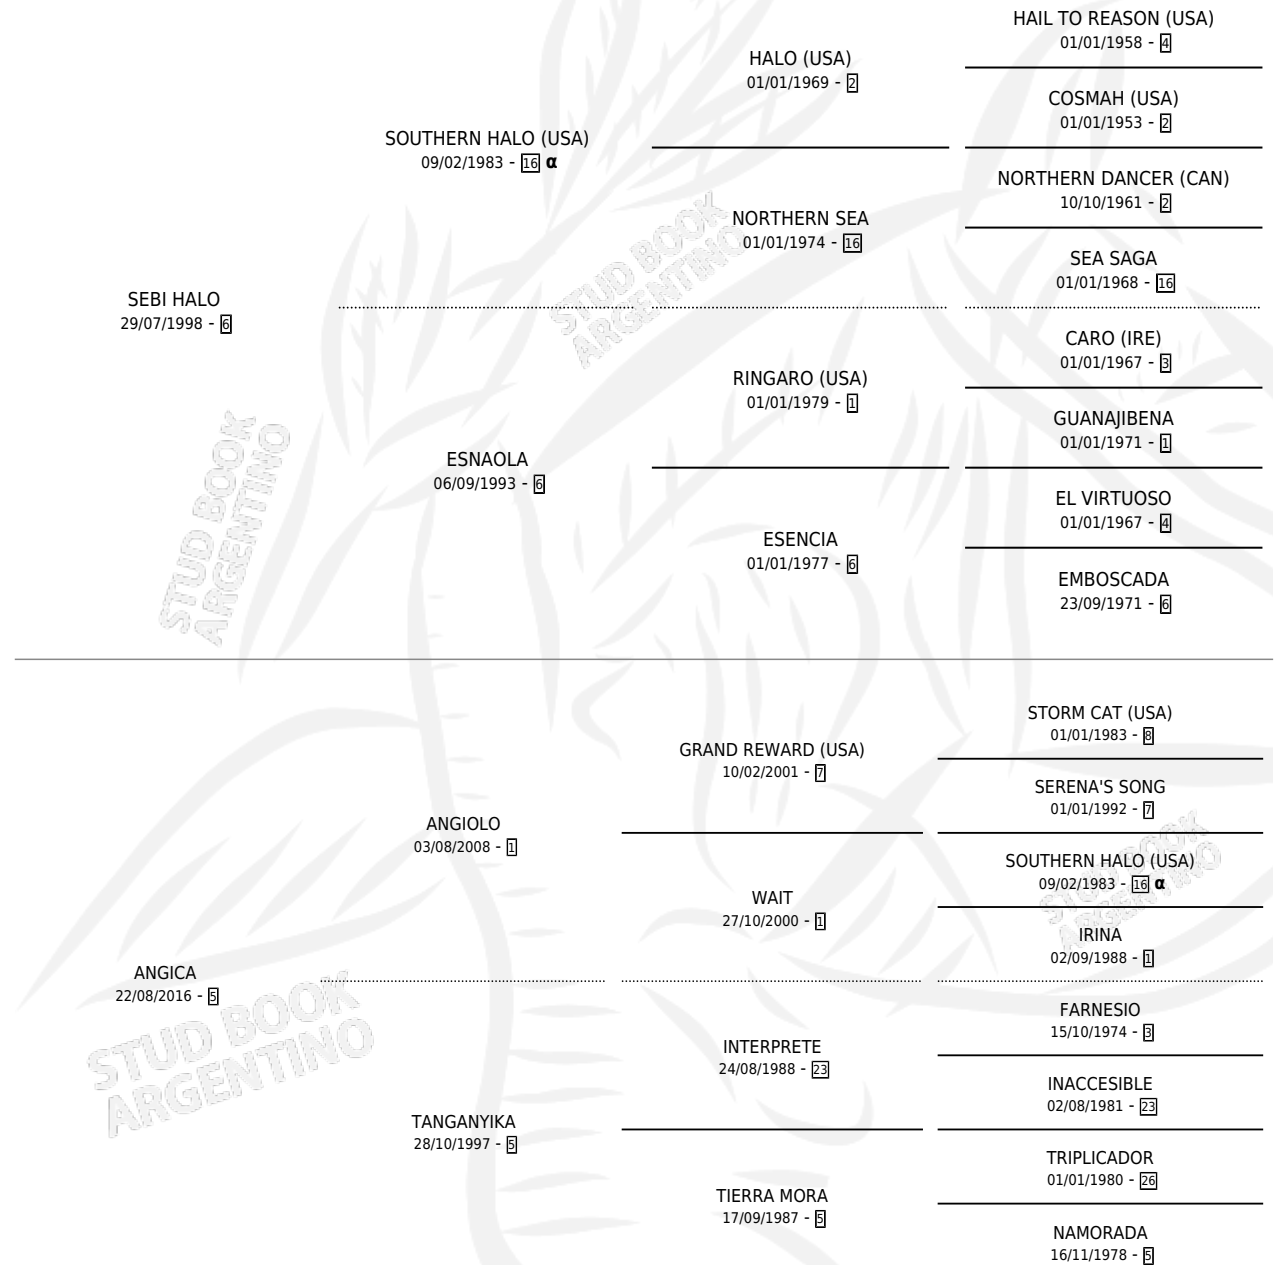 HAIL TO REASON (USA)
01/01/1958 - 4
HALO (USA)
01/01/1969 - 2
COSMAH (USA)
01/01/1953 - 2
SOUTHERN HALO (USA)
09/02/1983 - 16 α
NORTHERN DANCER (CAN)
10/10/1961 - 2
NORTHERN SEA
01/01/1974 - 16
SEA SAGA
01/01/1968 - 16
SEBI HALO
29/07/1998 - 6
CARO (IRE)
01/01/1967 - 3
RINGARO (USA)
01/01/1979 - 1
GUANAJIBENA
01/01/1971 - 1
ESNAOLA
06/09/1993 - 6
EL VIRTUOSO
01/01/1967 - 4
ESENCIA
01/01/1977 - 6
EMBOSCADA
23/09/1971 - 6
STUD BOOK
ARGENTINO
STUD BOOK
ARGENTINO
STORM CAT (USA)
01/01/1983 - 8
GRAND REWARD (USA)
10/02/2001 - 7
SERENA'S SONG
01/01/1992 - 7
ANGIOLO
03/08/2008 - 1
SOUTHERN HALO (USA)
09/02/1983 - 16 α
WAIT
27/10/2000 - 1
IRINA
02/09/1988 - 1
ANGICA
22/08/2016 - 5
FARNESIO
15/10/1974 - 3
INTERPRETE
24/08/1988 - 23
INACCESIBLE
02/08/1981 - 23
TANGANYIKA
28/10/1997 - 5
TRIPLICADOR
01/01/1980 - 26
TIERRA MORA
17/09/1987 - 5
NAMORADA
16/11/1978 - 5
STUD BOOK
ARGENTINO
STUD BOOK
ARGENTINO